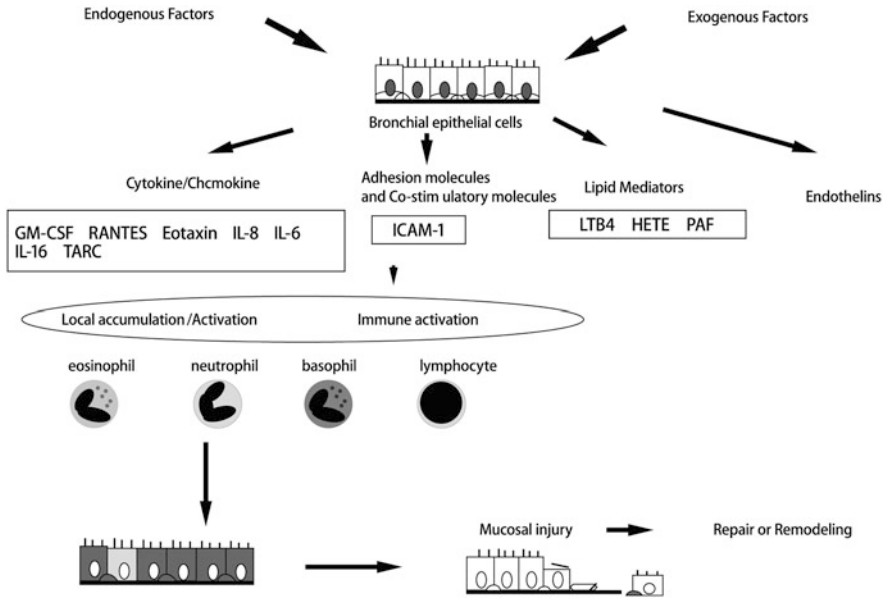 Endogenous Factors
Exogenous Factors
Bronchial epithelial cells
Cytokine/Chcmokine
Adhesion molecules
and Co-stim ulatory molecules
Lipid Mediators
Endothelins
GM-CSF RANTES Eotaxin IL-8 IL-6
IL-16 TARC
ICAM-1
LTB4 HETE PAF
Local accumulation/Activation
Immune activation
eosinophil
neutrophil
basophil
lymphocyte
Mucosal injury
Repair or Remodeling